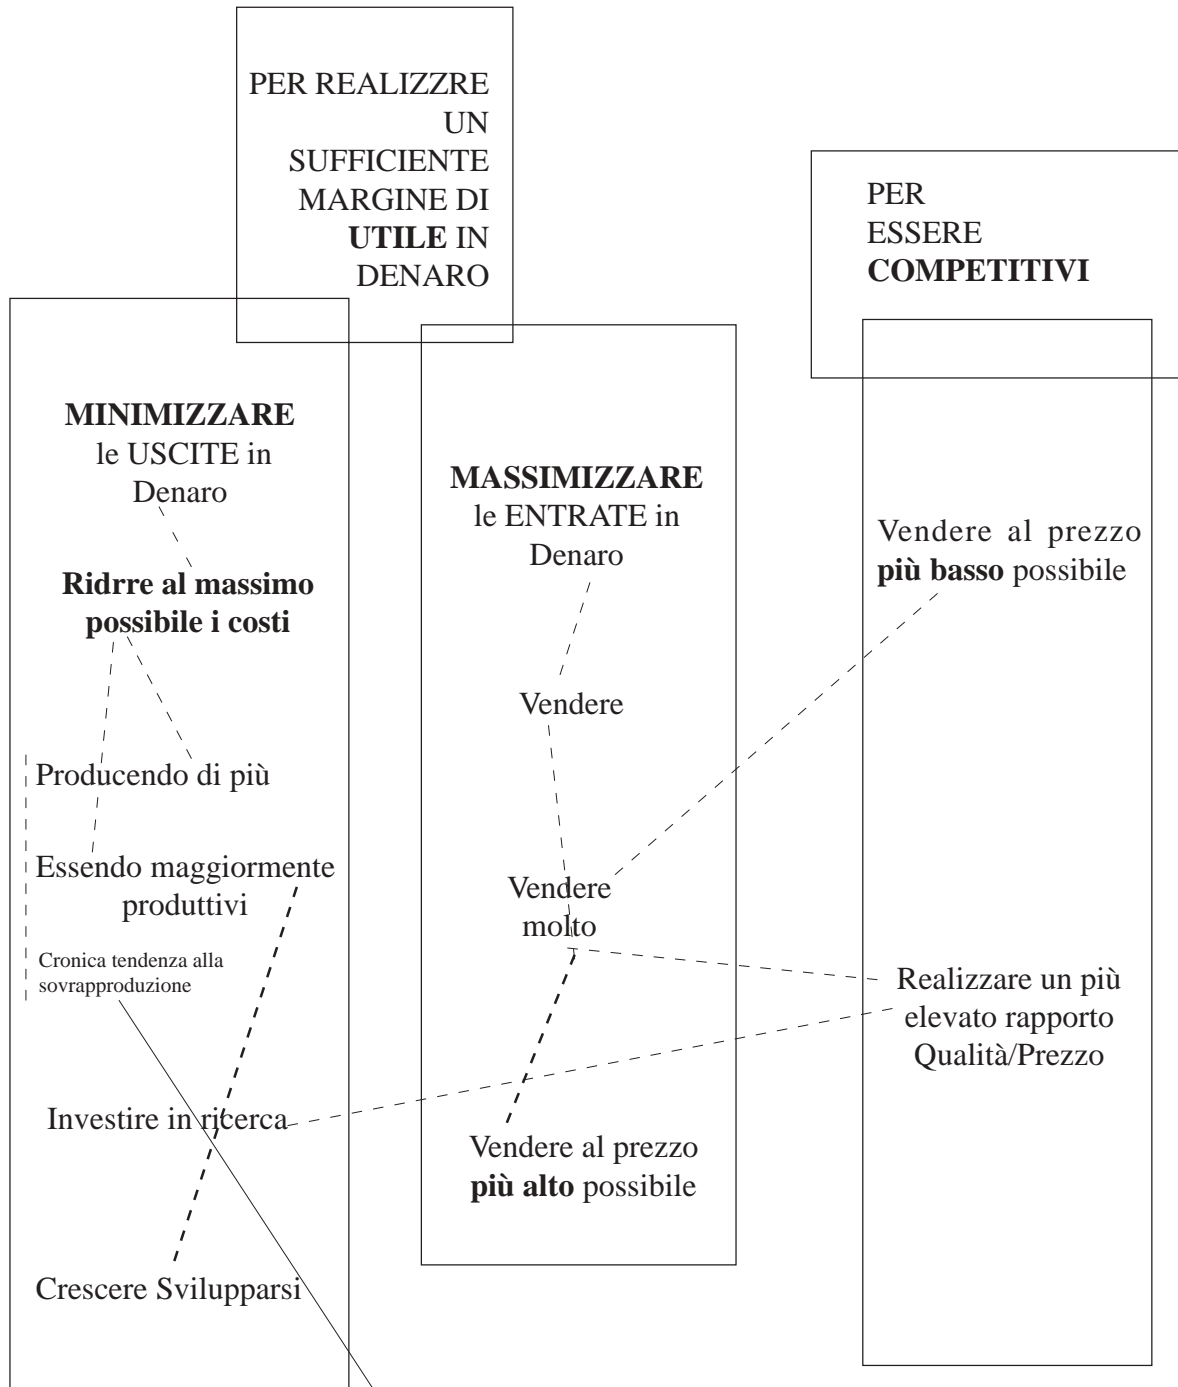 PER REALIZZRE
UN
SUFFICIENTE
MARGINE DI
UTILE IN
DENARO
PER
ESSERE
COMPETITIVI
MINIMIZZARE
le USCITE in
Denaro
Ridrre al massimo
possibile i costi
Producendo di più
Essendo maggiormente
produttivi
Cronica tendenza alla
sovrapproduzione
Investire in ricerca
Crescere Svilupparsi
MASSIMIZZARE
le ENTRATE in
Denaro
Vendere
Vendere
molto
Vendere al prezzo
più alto possibile
Vendere al prezzo
più basso possibile
Realizzare un più
elevato rapporto
Qualità/Prezzo